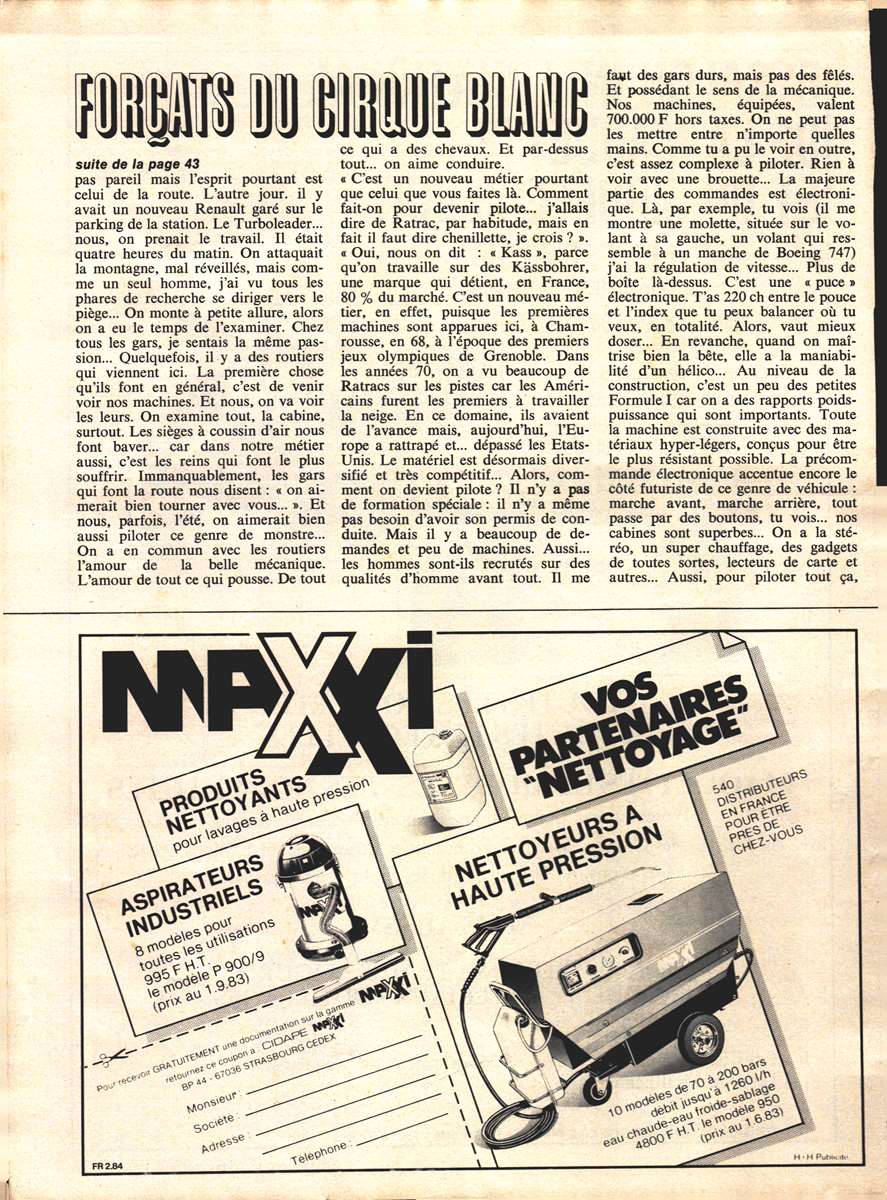 FORÇATS DU CIRQUE BLANC
suite de la page 43
pas pareil mais l'esprit pourtant est
celui de la route. L'autre jour. il y
avait un nouveau Renault garé sur le
parking de la station. Le Turboleader...
nous, on prenait le travail. Il était
quatre heures du matin. On attaquait
la montagne, mal réveillés, mais com-
me un seul homme, j'ai vu tous les
phares de recherche se diriger vers le
piège... On monte à petite allure, alors
on a eu le temps de l'examiner. Chez
tous les gars, je sentais la même pas-
sion... Quelquefois, il y a des routiers
qui viennent ici. La première chose
qu'ils font en général, c'est de venir
voir nos machines. Et nous, on va voir
les leurs. On examine tout, la cabine,
surtout. Les sièges à coussin d'air nous
font baver... car dans notre métier
aussi, c'est les reins qui font le plus
souffrir. Immanquablement, les gars
qui font la route nous disent : « on ai-
merait bien tourner avec vous... ». Et
nous, parfois, l'été, on aimerait bien
aussi piloter ce genre de monstre...
On a en commun avec les routiers
l'amour de la belle mécanique.
L'amour de tout ce qui pousse. De tout
ce qui a des chevaux. Et par-dessus
tout... on aime conduire.
« C'est un nouveau métier pourtant
que celui que vous faites là. Comment
fait-on pour devenir pilote... j'allais
dire de Ratrac, par habitude, mais en
fait il faut dire chenillette, je crois ? ».
« Oui, nous on dit : « Kass », parce
qu'on travaille sur des Kässbohrer,
une marque qui détient, en France,
80 % du marché. C'est un nouveau mé-
tier, en effet, puisque les premières
machines sont apparues ici, à Cham-
rousse, en 68, à l'époque des premiers
jeux olympiques de Grenoble. Dans
les années 70, on a vu beaucoup de
Ratracs sur les pistes car les Améri-
cains furent les premiers à travailler
la neige. En ce domaine, ils avaient
de l'avance mais, aujourd'hui, l'Eu-
rope a rattrapé et... dépassé les Etats-
Unis. Le matériel est désormais diver-
sifié et très compétitif... Alors, com-
ment on devient pilote ? Il n'y a pas
de formation spéciale : il n'y a même
pas besoin d'avoir son permis de con-
duite. Mais il y a beaucoup de de-
mandes et peu de machines. Aussi...
les hommes sont-ils recrutés sur des
qualités d'homme avant tout. Il me
faut des gars durs, mais pas des fêlés.
Et possédant le sens de la mécanique.
Nos machines, équipées, valent
700.000 F hors taxes. On ne peut pas
les mettre entre n'importe quelles
mains. Comme tu a pu le voir en outre,
c'est assez complexe à piloter. Rien à
voir avec une brouette... La majeure
partie des commandes est électroni-
que. Là, par exemple, tu vois (il me
montre une molette, située sur le vo-
lant à sa gauche, un volant qui res-
semble à un manche de Boeing 747)
j'ai la régulation de vitesse... Plus de
boîte là-dessus. C'est une « puce »
électronique. T'as 220 ch entre le pouce
et l'index que tu peux balancer où tu
veux, en totalité. Alors, vaut mieux
doser... En revanche, quand on maî-
trise bien la bête, elle a la maniabi-
lité d'un hélico... Au niveau de la
construction, c'est un peu des petites
Formule I car on a des rapports poids-
puissance qui sont importants. Toute
la machine est construite avec des ma-
tériaux hyper-légers, conçus pour être
le plus résistant possible. La précom-
mande électronique accentue encore le
côté futuriste de ce genre de véhicule :
marche avant, marche arrière, tout
passe par des boutons, tu vois... nos
cabines sont superbes... On a la sté-
réo, un super chauffage, des gadgets
de toutes sortes, lecteurs de carte et
autres... Aussi, pour piloter tout ça,
MAXXi
VOS
PARTENAIRES
"NETTOYAGE"
PRODUITS
NETTOYANTS
pour lavages à haute pression
540
DISTRIBUTEURS
EN FRANCE
POUR ÊTRE
PRES DE
CHEZ-VOUS
ASPIRATEURS
INDUSTRIELS
8 modèles pour
toutes les utilisations
995 F H.T.
le modèle P 900/9
(prix au 1.9.83)
MAXXi
NETTOYEURS A
HAUTE PRESSION
MAXXi
10 modèles de 70 à 200 bars
débit jusqu'à 1260 l/h
eau chaude-eau froide-sablage
4800 F H.T. le modèle 950
(prix au 1.6.83)
Pour recevoir GRATUITEMENT une documentation sur la gamme MAXXi
retournez ce coupon à CIDAPE MAXXi
BP 44 - 67036 STRASBOURG CEDEX
Monsieur :
Societé :
Adresse :
Téléphone :
FR 2.84
H - H Publicité